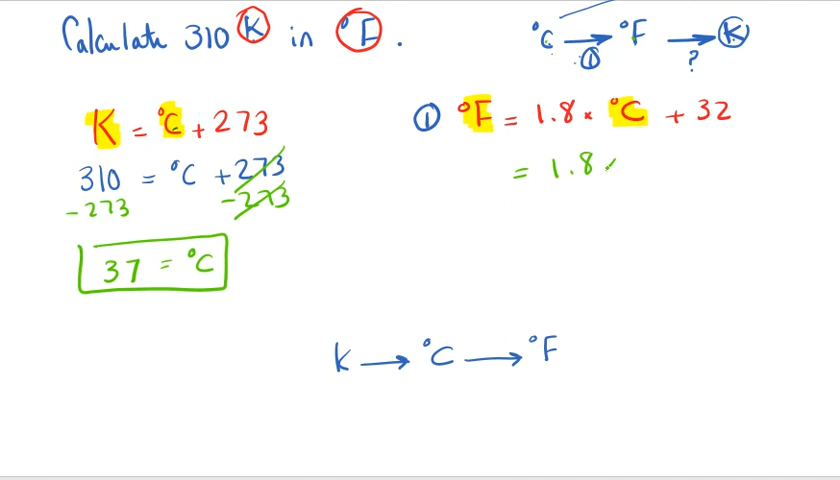 Calculate 310 K in °F.
°C → °F → K
① ?
K = °C + 273
310 = °C + 273
-273 -273
37 = °C
① °F = 1.8 × °C + 32
= 1.8
K → °C → °F